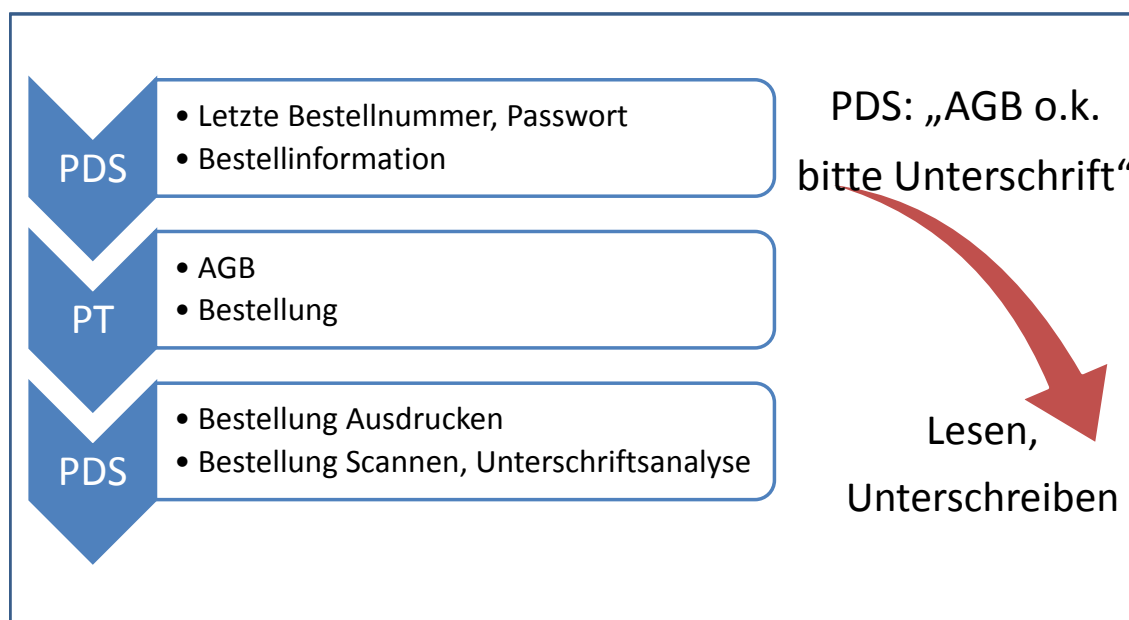 PDS
• Letzte Bestellnummer, Passwort
• Bestellinformation
PT
• AGB
• Bestellung
PDS
• Bestellung Ausdrucken
• Bestellung Scannen, Unterschriftsanalyse
PDS: „AGB o.k.
bitte Unterschrift“
Lesen,
Unterschreiben